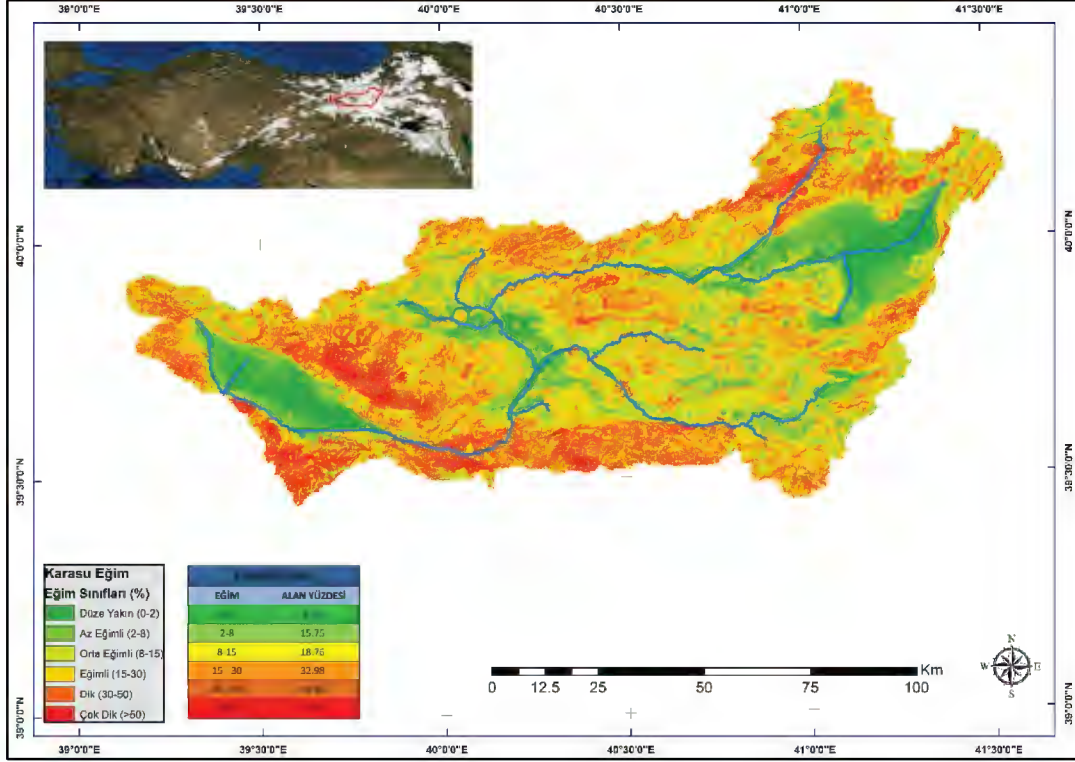 39°0'0"E 39°30'0"E 40°0'0"E 40°30'0"E 41°0'0"E 41°30'0"E
40°0'0"N 40°0'0"N
39°30'0"N 39°30'0"N
39°0'0"N 39°0'0"N
Karasu Eğim
Eğim Sınıfları (%)
Düze Yakın (0-2)
Az Eğimli (2-8)
Orta Eğimli (8-15)
Eğimli (15-30)
Dik (30-50)
Çok Dik (>50)
EĞİM ALAN YÜZDESİ
2-8 15.75
8-15 18.76
15-30 32.98
N
W E
S
Km
0 12.5 25 50 75 100
39°0'0"E 39°30'0"E 40°0'0"E 40°30'0"E 41°0'0"E 41°30'0"E